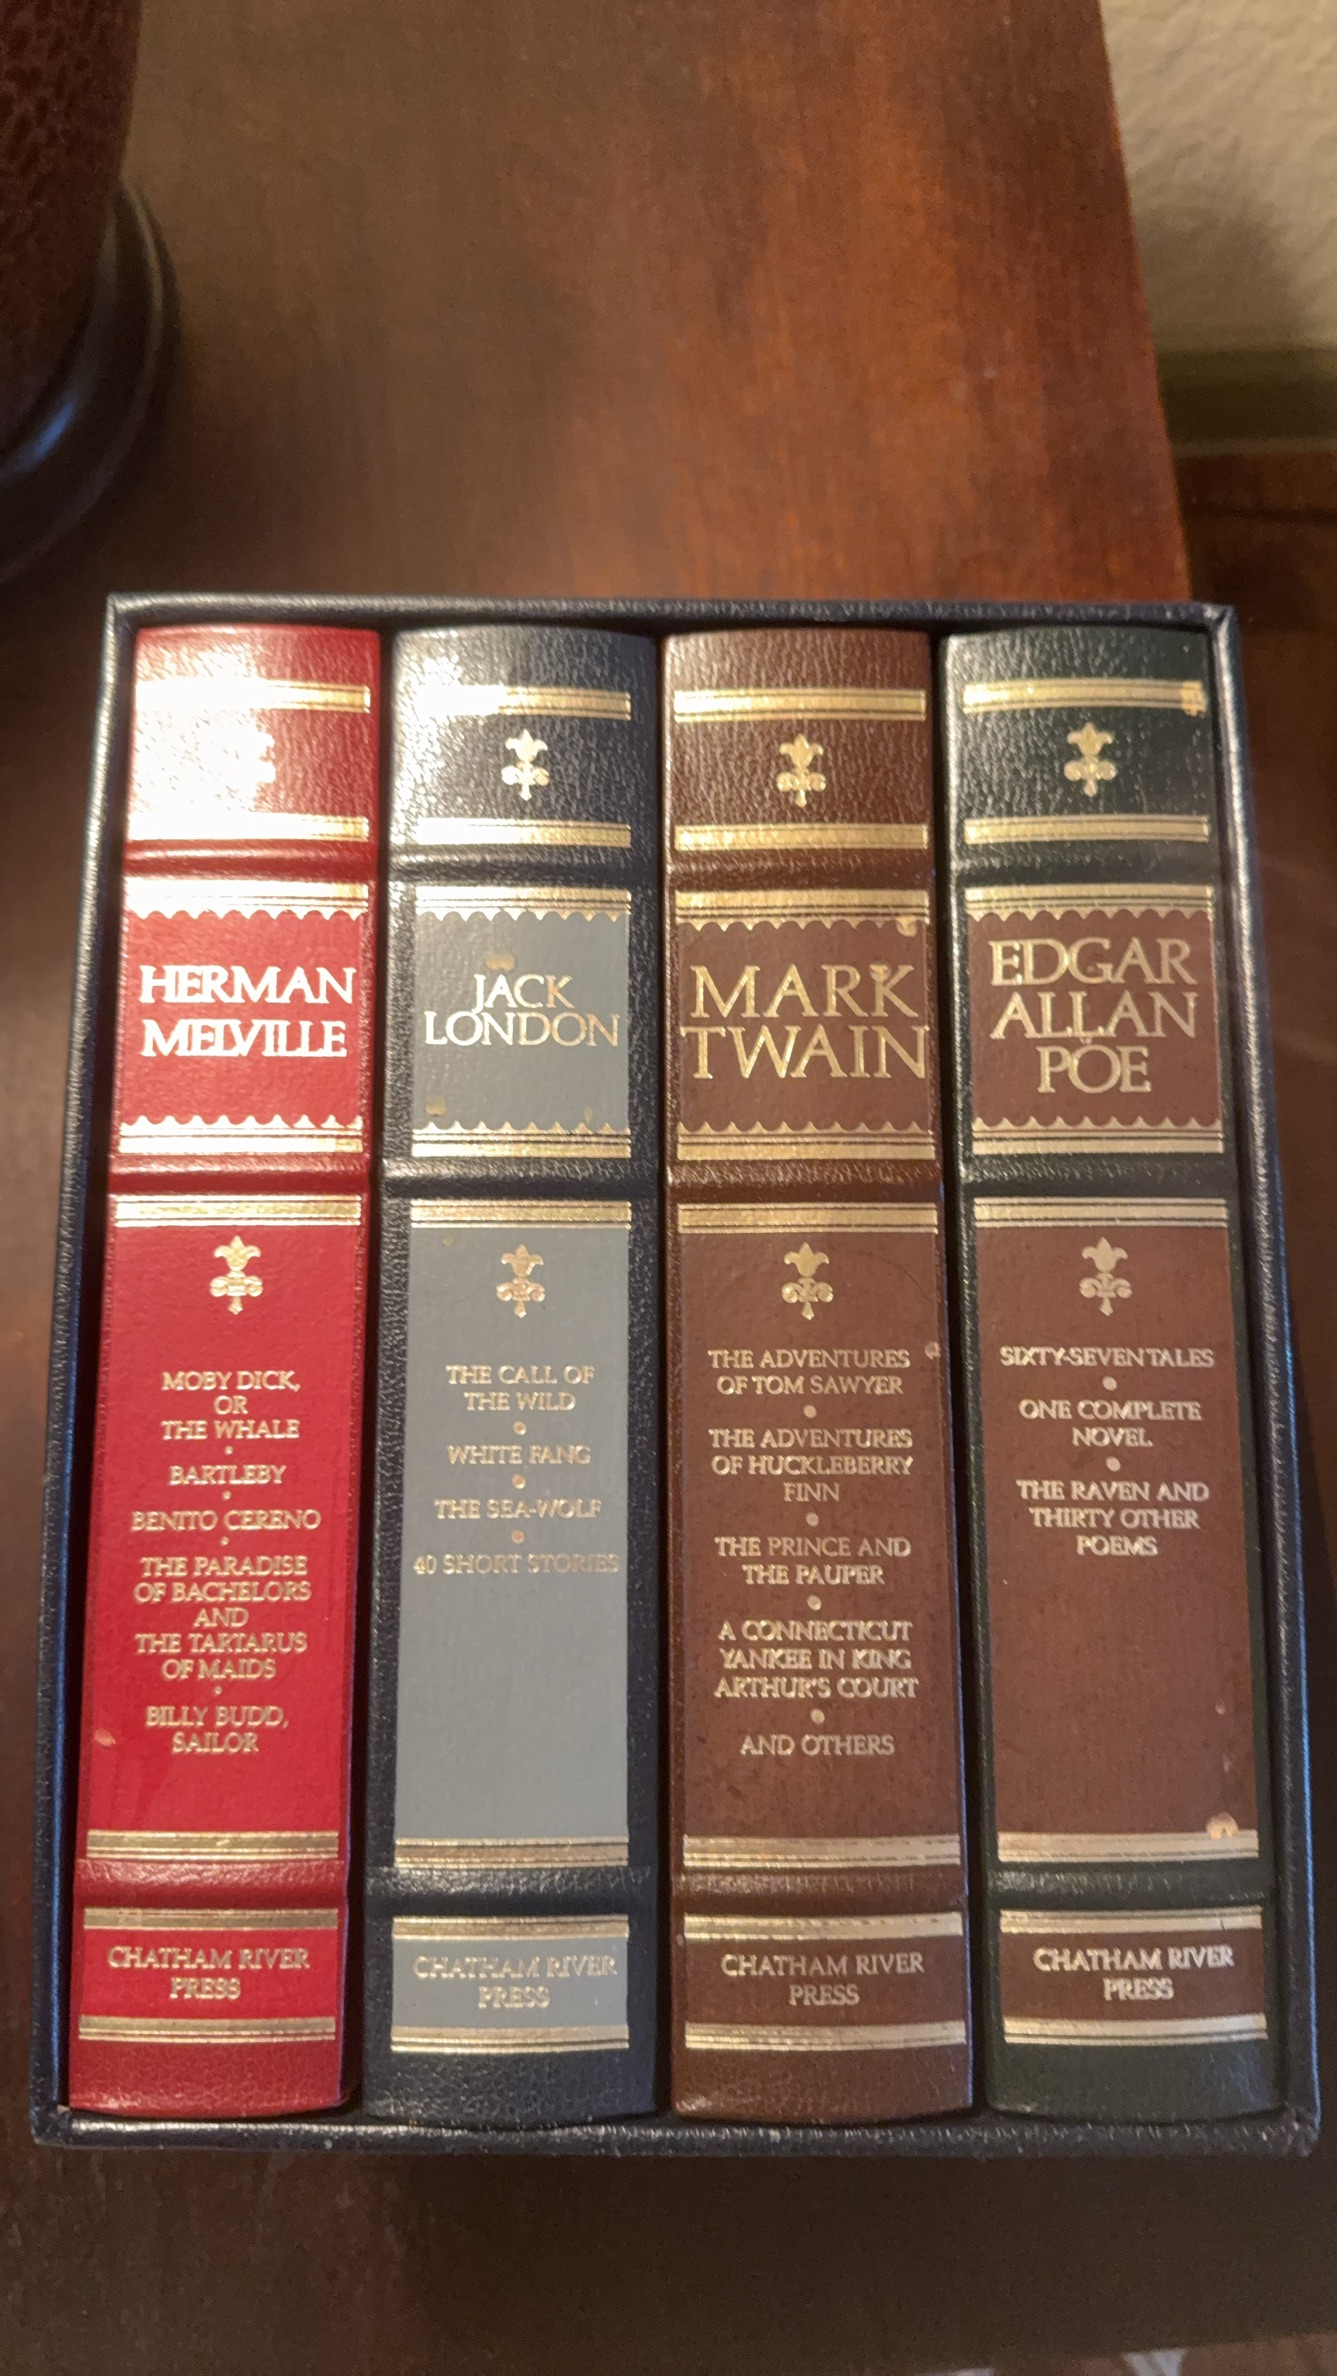 HERMAN
MELVILLE
MOBY DICK,
OR
THE WHALE
BARTLEBY
BENITO CERENO
THE PARADISE
OF BACHELORS
AND
THE TARTARUS
OF MAIDS
BILLY BUDD,
SAILOR
CHATHAM RIVER
PRESS
JACK
LONDON
THE CALL OF
THE WILD
WHITE FANG
THE SEA-WOLF
40 SHORT STORIES
CHATHAM RIVER
PRESS
MARK
TWAIN
THE ADVENTURES
OF TOM SAWYER
THE ADVENTURES
OF HUCKLEBERRY
FINN
THE PRINCE AND
THE PAUPER
A CONNECTICUT
YANKEE IN KING
ARTHUR'S COURT
AND OTHERS
CHATHAM RIVER
PRESS
EDGAR
ALLAN
POE
SIXTY-SEVEN TALES
ONE COMPLETE
NOVEL
THE RAVEN AND
THIRTY OTHER
POEMS
CHATHAM RIVER
PRESS